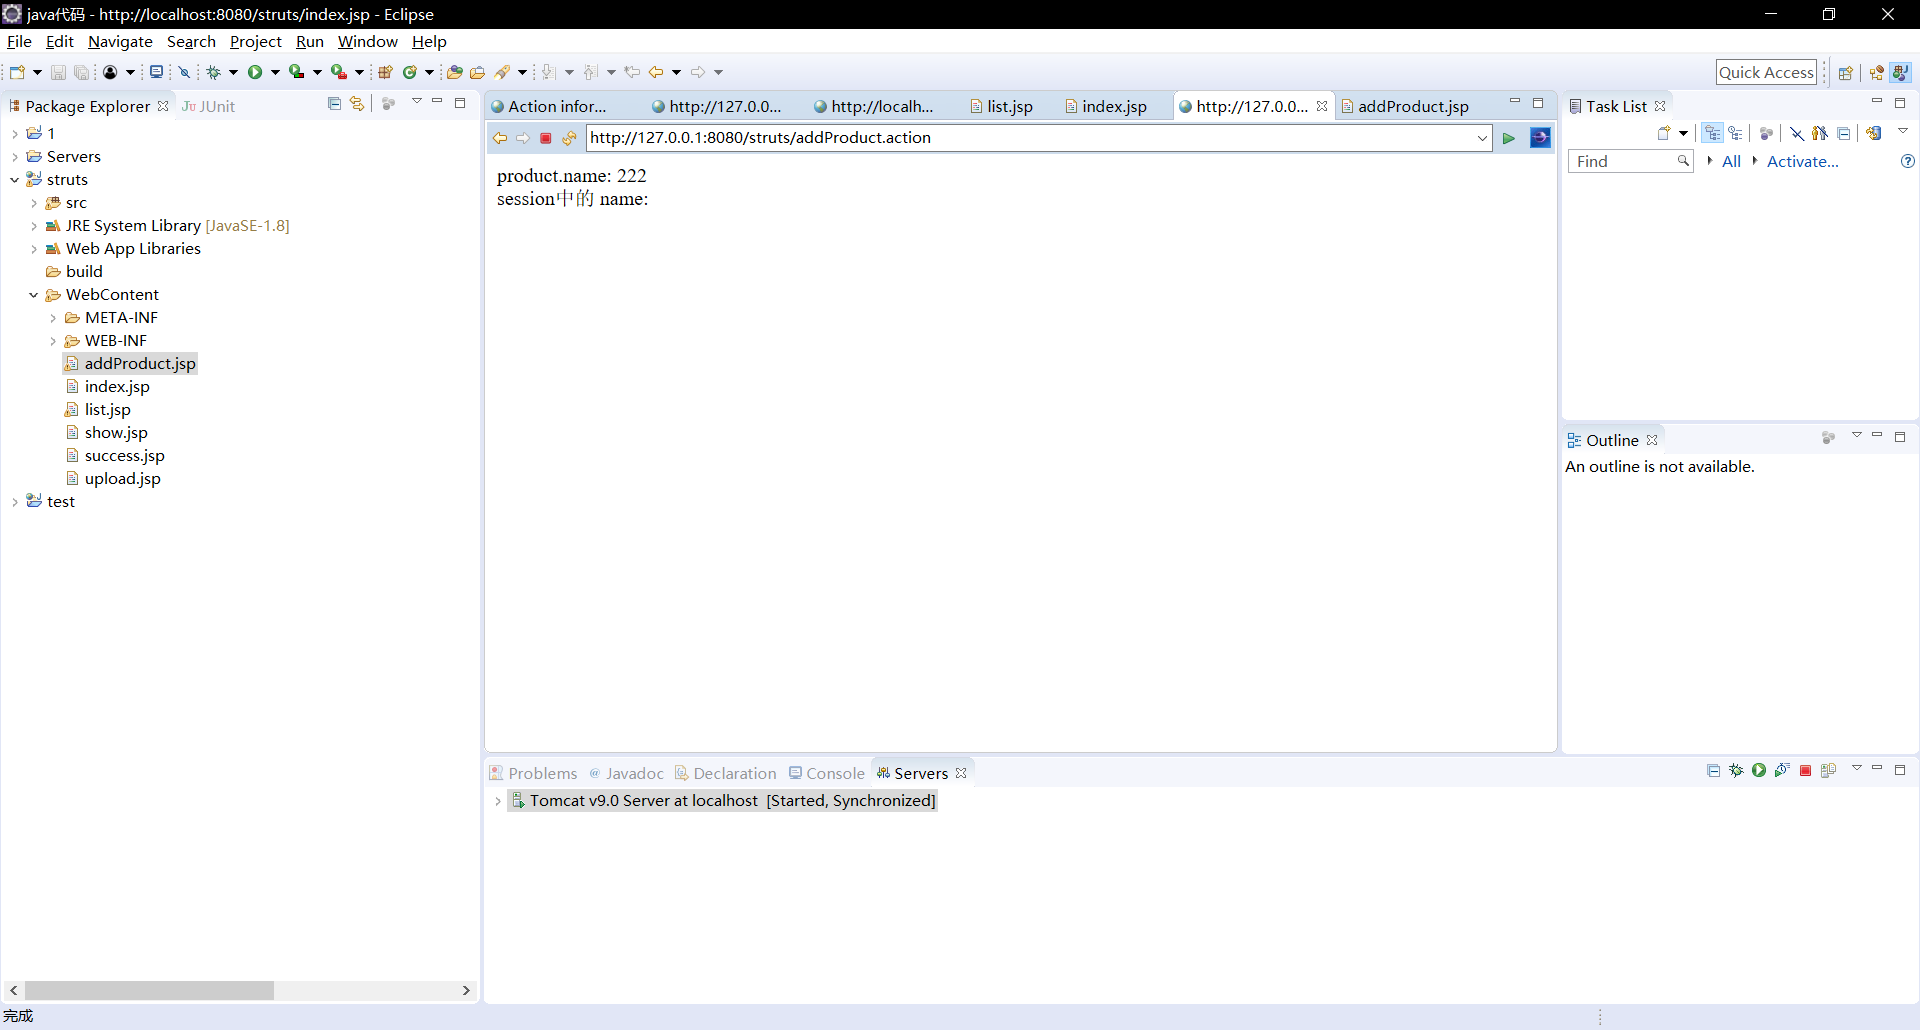 java代码 - http://localhost:8080/struts/index.jsp - Eclipse
File Edit Navigate Search Project Run Window Help
Quick Access
Package Explorer
JUnit
1
Servers
struts
src
JRE System Library [JavaSE-1.8]
Web App Libraries
build
WebContent
META-INF
WEB-INF
addProduct.jsp
index.jsp
list.jsp
show.jsp
success.jsp
upload.jsp
test
Action infor...
http://127.0.0...
http://localh...
list.jsp
index.jsp
http://127.0.0...
addProduct.jsp
http://127.0.0.1:8080/struts/addProduct.action
product.name: 222
session中的 name:
Task List
Find
All
Activate...
Outline
An outline is not available.
Problems
@ Javadoc
Declaration
Console
Servers
Tomcat v9.0 Server at localhost [Started, Synchronized]
完成